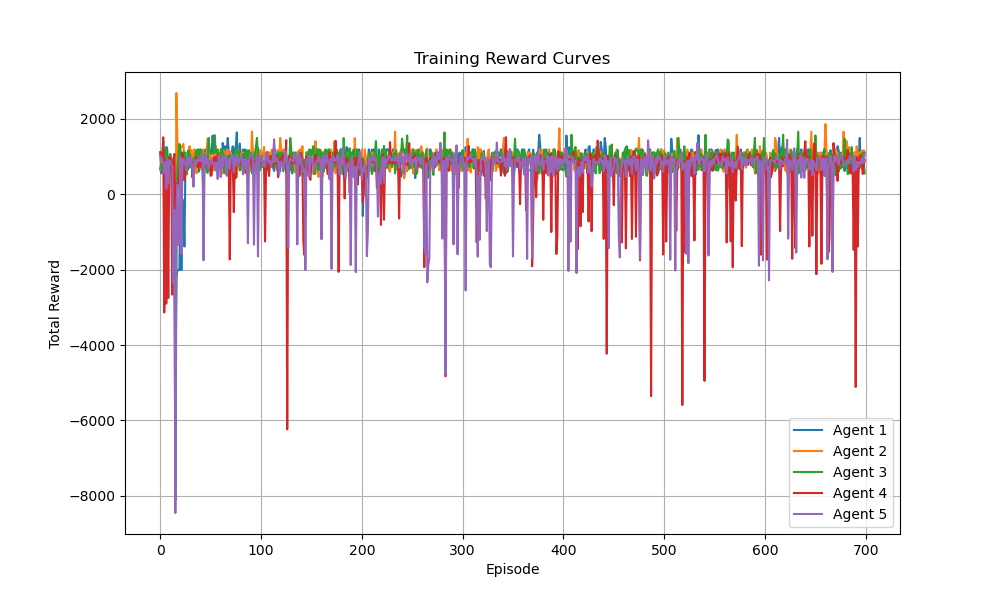 Training Reward Curves
2000
0
−2000
−4000
−6000
−8000
Total Reward
0 100 200 300 400 500 600 700
Episode
Agent 1
Agent 2
Agent 3
Agent 4
Agent 5